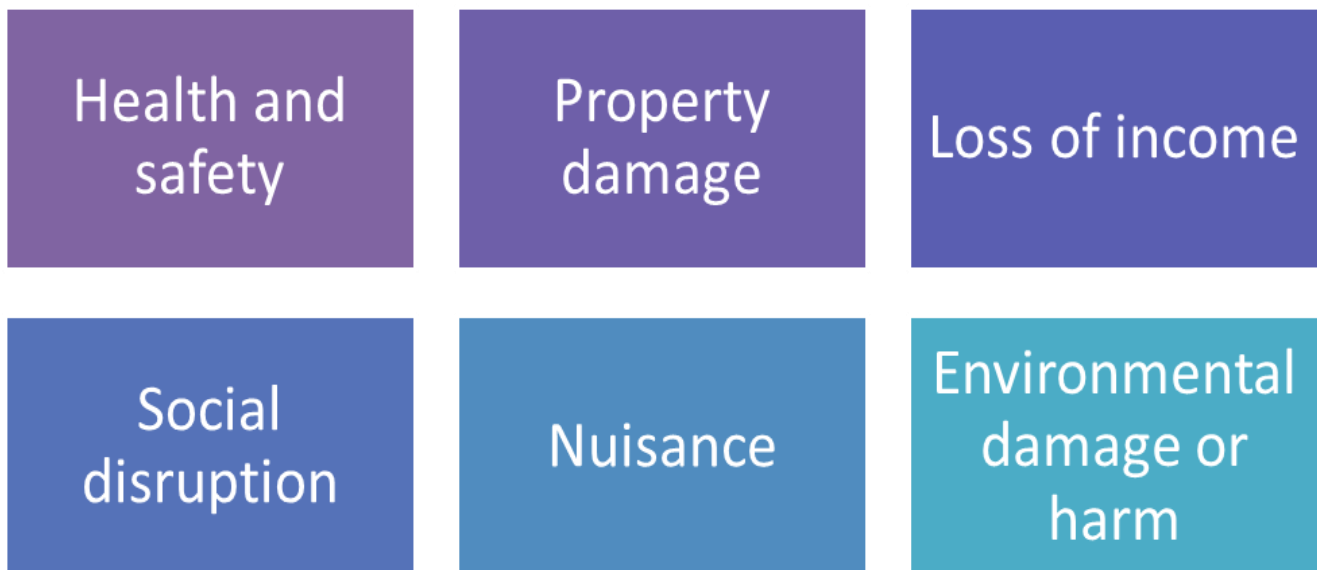 Health and
safety
Property
damage
Loss of income
Social
disruption
Nuisance
Environmental
damage or
harm